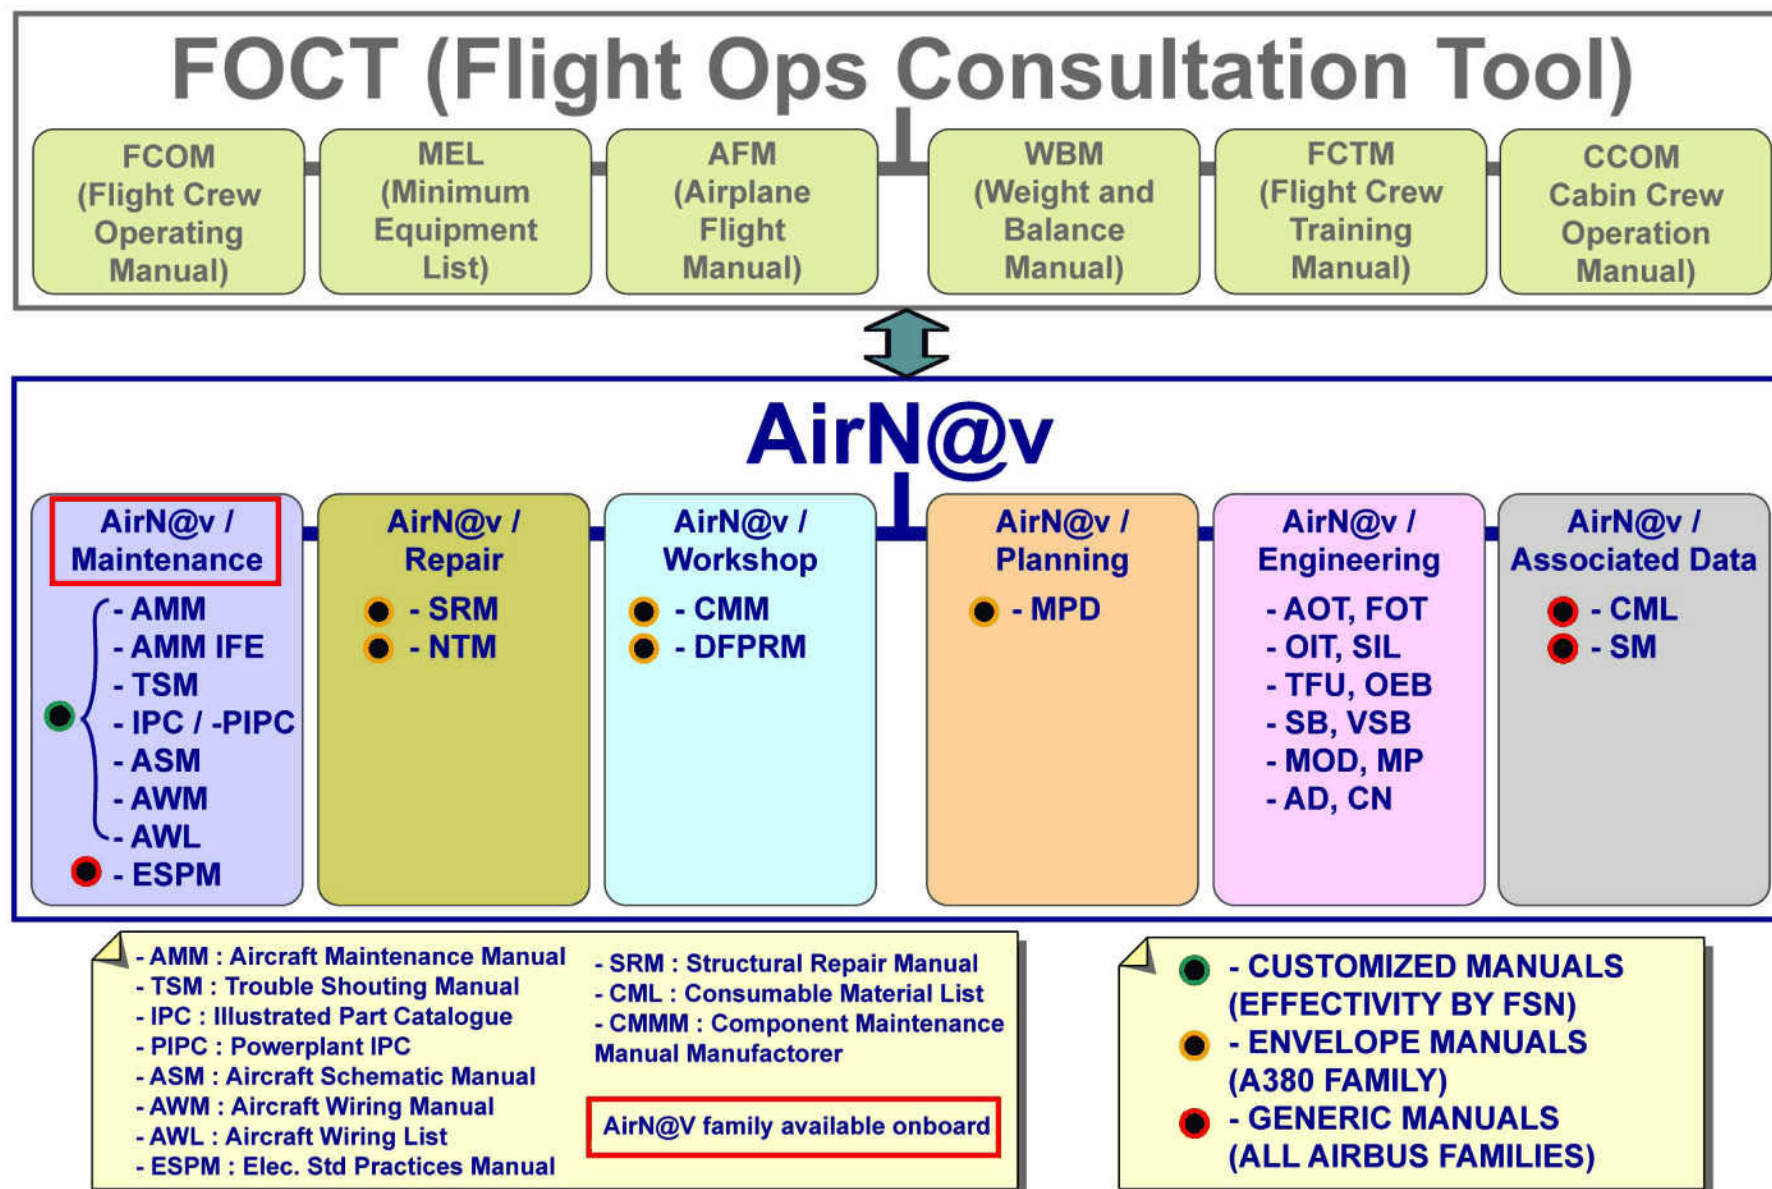 FOCT (Flight Ops Consultation Tool)
FCOM
(Flight Crew
Operating
Manual)
MEL
(Minimum
Equipment
List)
AFM
(Airplane
Flight
Manual)
WBM
(Weight and
Balance
Manual)
FCTM
(Flight Crew
Training
Manual)
CCOM
Cabin Crew
Operation
Manual)
AirN@v
AirN@v /
Maintenance
- AMM
- AMM IFE
- TSM
- IPC / -PIPC
- ASM
- AWM
- AWL
- ESPM
AirN@v /
Repair
- SRM
- NTM
AirN@v /
Workshop
- CMM
- DFPRM
AirN@v /
Planning
- MPD
AirN@v /
Engineering
- AOT, FOT
- OIT, SIL
- TFU, OEB
- SB, VSB
- MOD, MP
- AD, CN
AirN@v /
Associated Data
- CML
- SM
- AMM : Aircraft Maintenance Manual
- TSM : Trouble Shouting Manual
- IPC : Illustrated Part Catalogue
- PIPC : Powerplant IPC
- ASM : Aircraft Schematic Manual
- AWM : Aircraft Wiring Manual
- AWL : Aircraft Wiring List
- ESPM : Elec. Std Practices Manual
- SRM : Structural Repair Manual
- CML : Consumable Material List
- CMMM : Component Maintenance
Manual Manufactorer
AirN@V family available onboard
- CUSTOMIZED MANUALS
(EFFECTIVITY BY FSN)
- ENVELOPE MANUALS
(A380 FAMILY)
- GENERIC MANUALS
(ALL AIRBUS FAMILIES)